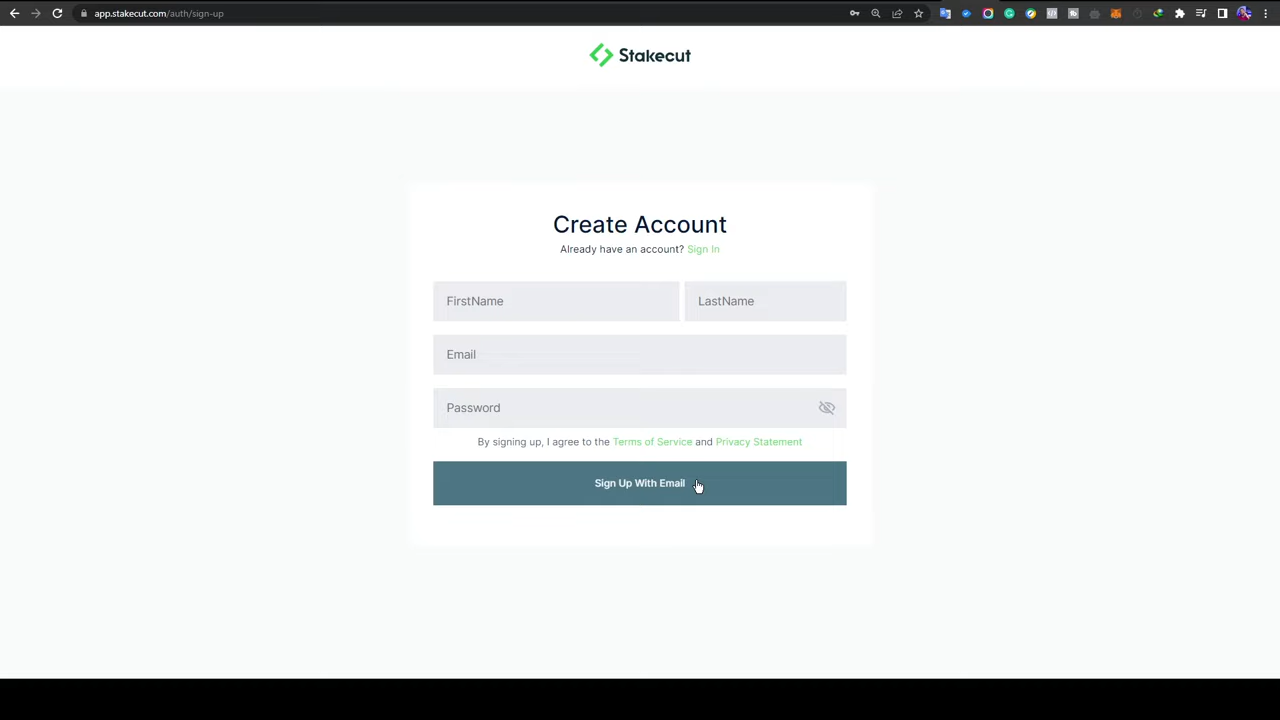 app.stakecut.com/auth/sign-up
Stakecut
Create Account
Already have an account? Sign In
FirstName
LastName
Email
Password
By signing up, I agree to the Terms of Service and Privacy Statement
Sign Up With Email